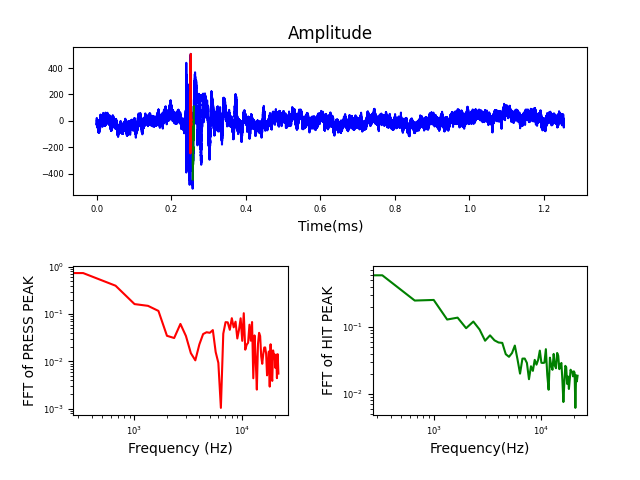 Amplitude
400
200
0
−200
−400
0.0 0.2 0.4 0.6 0.8 1.0 1.2
Time(ms)
FFT of PRESS PEAK
10⁰
10⁻¹
10⁻²
10⁻³
10³ 10⁴
Frequency (Hz)
FFT of HIT PEAK
10⁻¹
10⁻²
10³ 10⁴
Frequency(Hz)